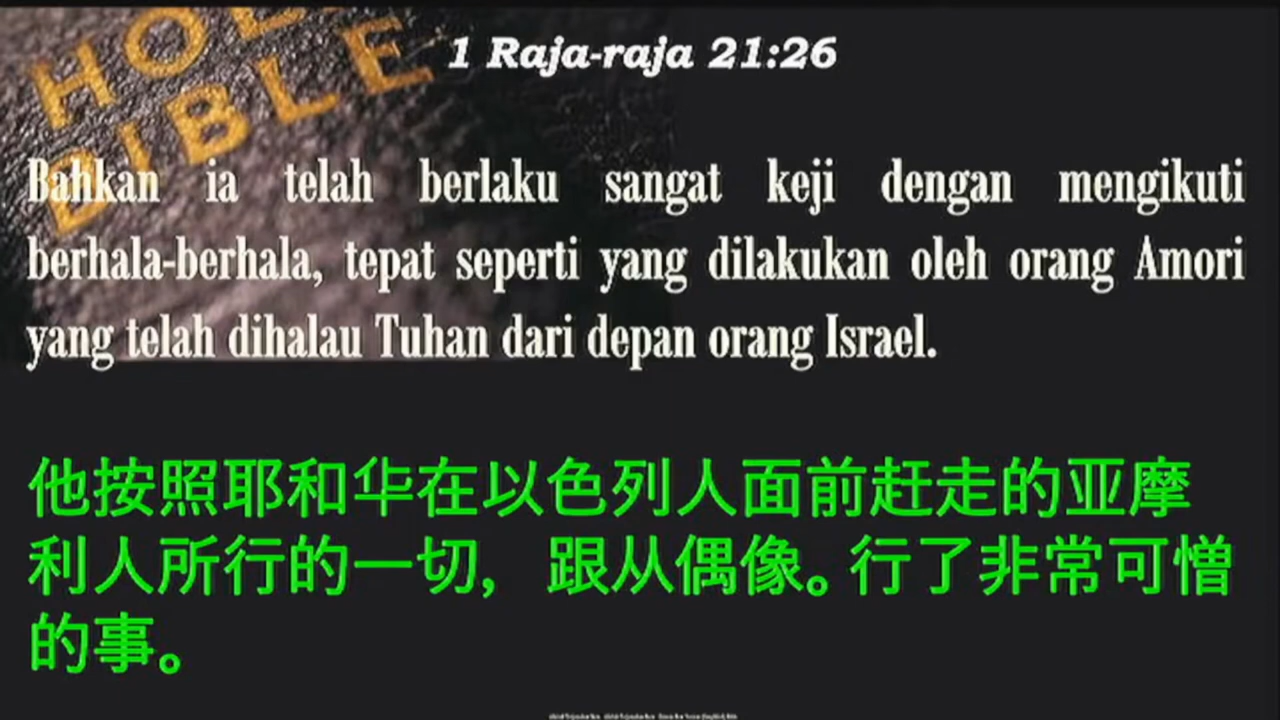 HOL
BIBLE
1 Raja-raja 21:26
Bahkan ia telah berlaku sangat keji dengan mengikuti
berhala-berhala, tepat seperti yang dilakukan oleh orang Amori
yang telah dihalau Tuhan dari depan orang Israel.
他按照耶和华在以色列人面前赶走的亚摩
利人所行的一切，跟从偶像。行了非常可憎
的事。